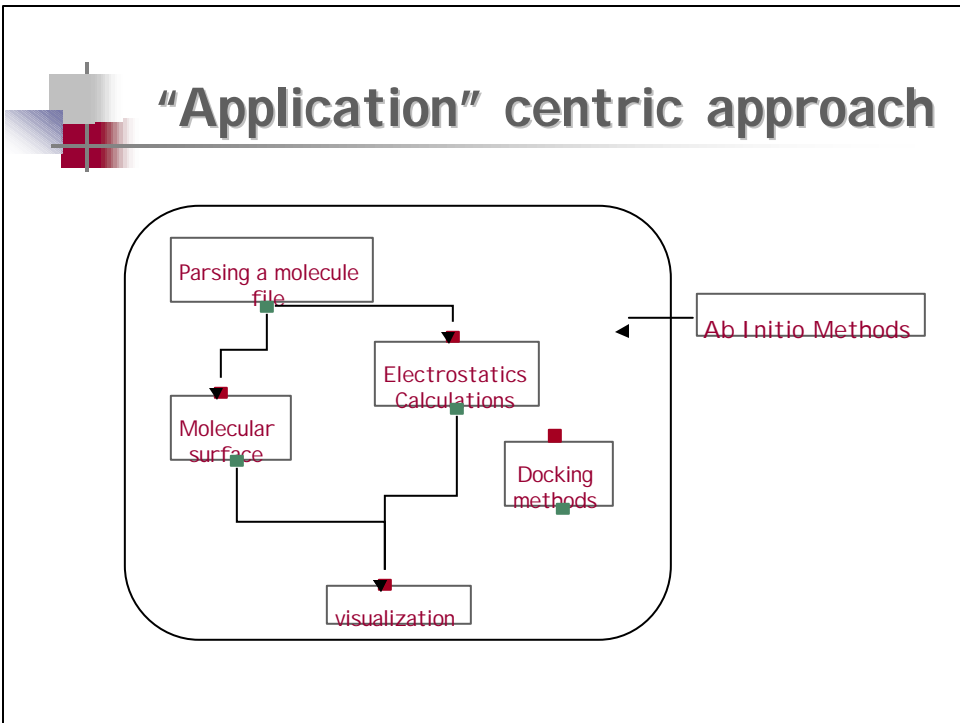 “Application” centric approach
Parsing a molecule
file
Ab Initio Methods
Electrostatics
Calculations
Molecular
surface
Docking
methods
visualization